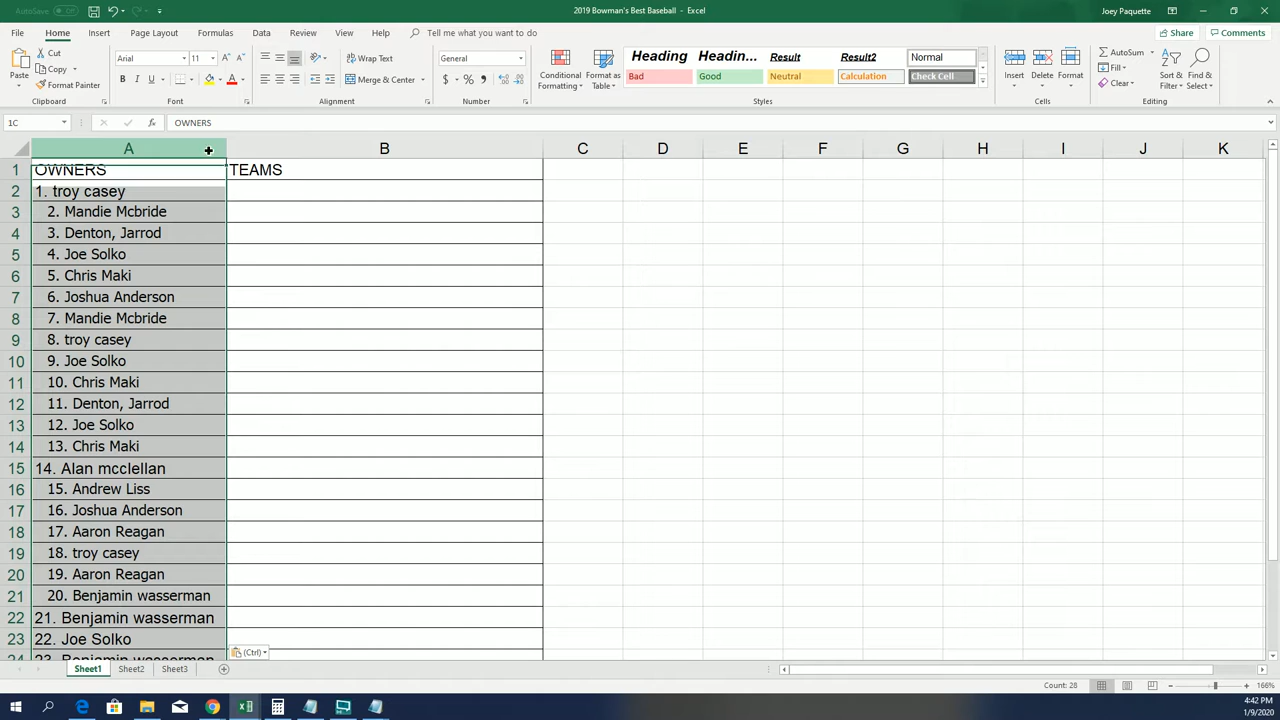 AutoSave Off 2019 Bowman's Best Baseball - Excel Joey Paquette
File Home Insert Page Layout Formulas Data Review View Help Tell me what you want to do Share Comments
Cut Arial 11 Wrap Text General Heading Headin... Result Result2 Normal AutoSum
Paste Copy Format Painter B I U A Merge & Center $ % Conditional Formatting Format as Table Bad Good Neutral Calculation Check Cell Insert Delete Format Fill Clear Sort & Filter Find & Select
Clipboard Font Alignment Number Styles Cells Editing
1C fx OWNERS
A B C D E F G H I J K
1 OWNERS TEAMS
2 1. troy casey
3 2. Mandie Mcbride
4 3. Denton, Jarrod
5 4. Joe Solko
6 5. Chris Maki
7 6. Joshua Anderson
8 7. Mandie Mcbride
9 8. troy casey
10 9. Joe Solko
11 10. Chris Maki
12 11. Denton, Jarrod
13 12. Joe Solko
14 13. Chris Maki
15 14. Alan mcclellan
16 15. Andrew Liss
17 16. Joshua Anderson
18 17. Aaron Reagan
19 18. troy casey
20 19. Aaron Reagan
21 20. Benjamin wasserman
22 21. Benjamin wasserman
23 22. Joe Solko
24 23. Benjamin wasserman
(Ctrl)
Sheet1 Sheet2 Sheet3
Count: 28 166%
4:42 PM
1/9/2020